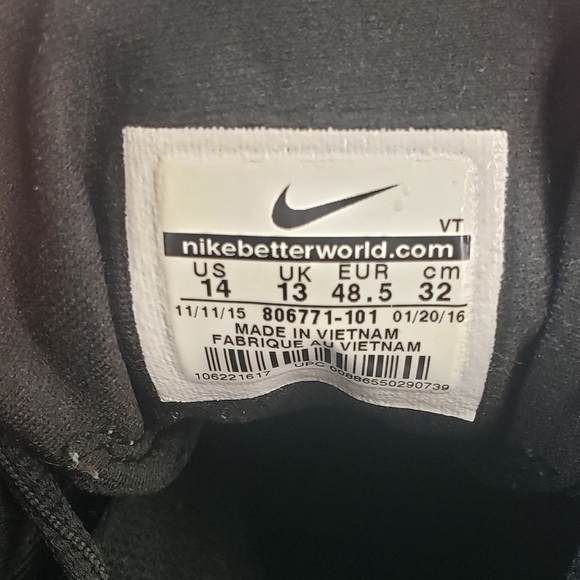 VT
nikebetterworld.com
US UK EUR cm
14 13 48.5 32
11/11/15 806771-101 01/20/16
MADE IN VIETNAM
FABRIQUE AU VIETNAM
106221617 UPC 00886550290739